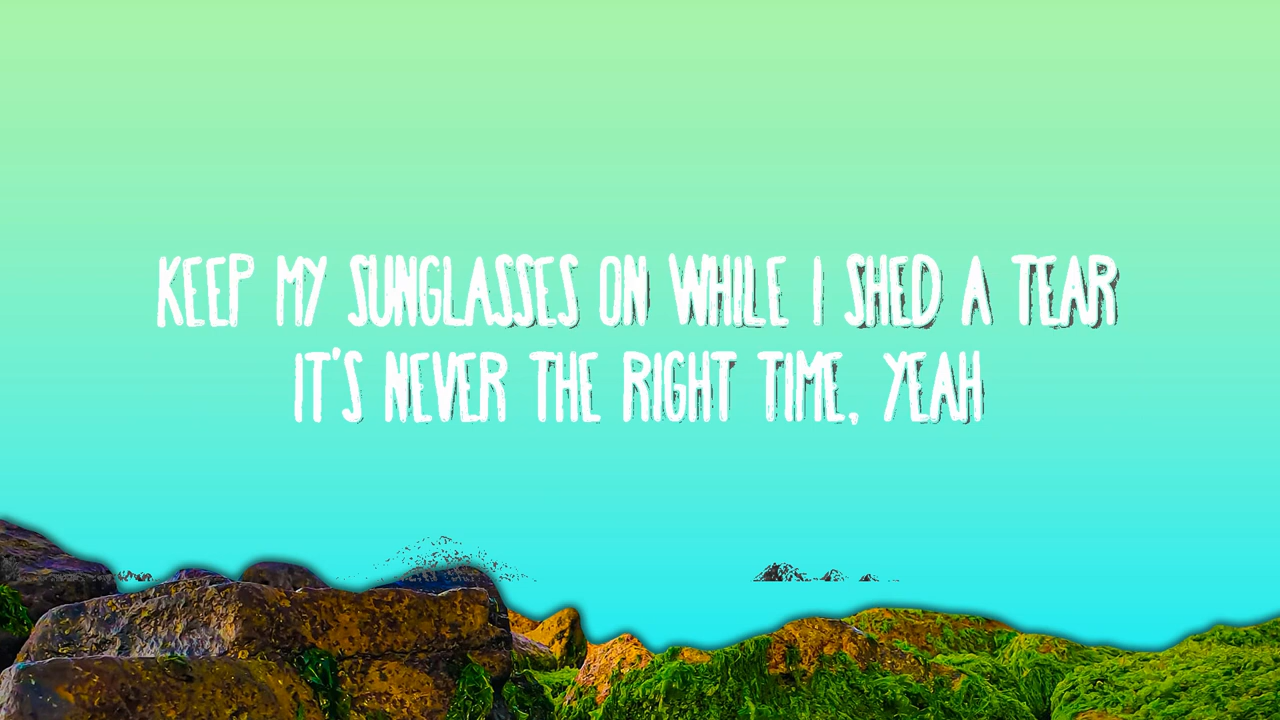 KEEP MY SUNGLASSES ON WHILE I SHED A TEAR
IT'S NEVER THE RIGHT TIME, YEAH